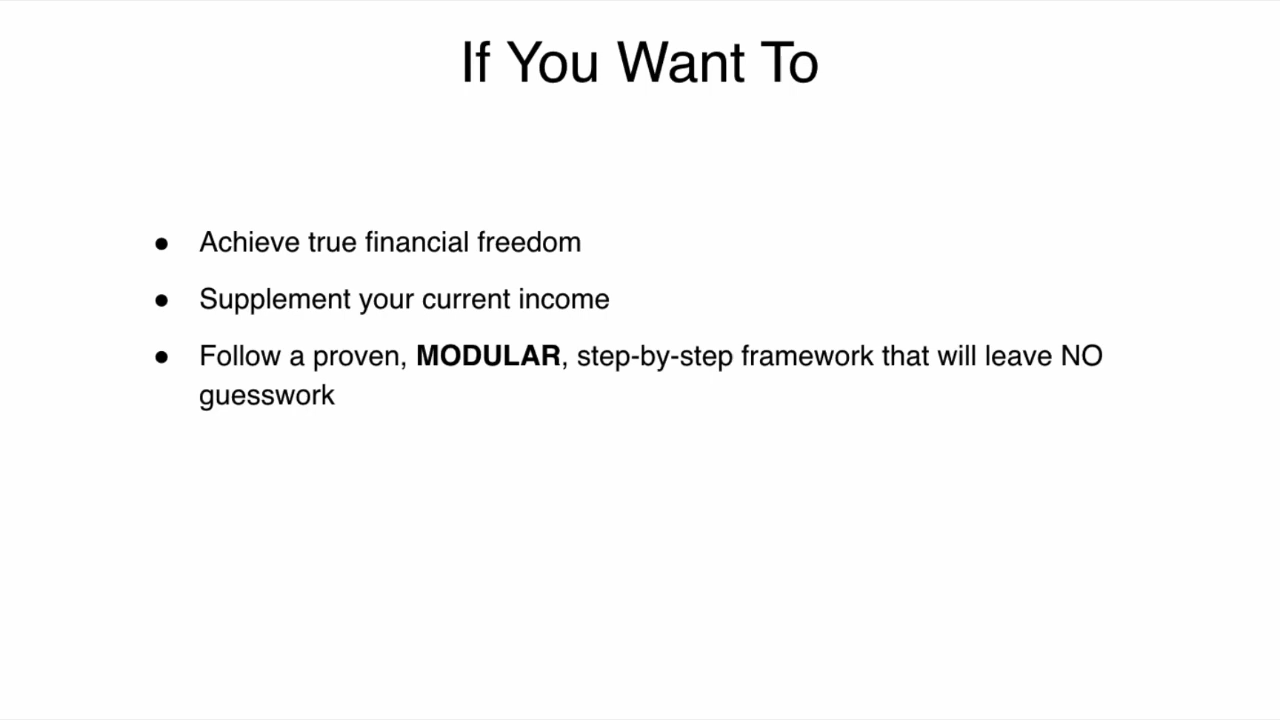 If You Want To
● Achieve true financial freedom
● Supplement your current income
● Follow a proven, MODULAR, step-by-step framework that will leave NO
guesswork